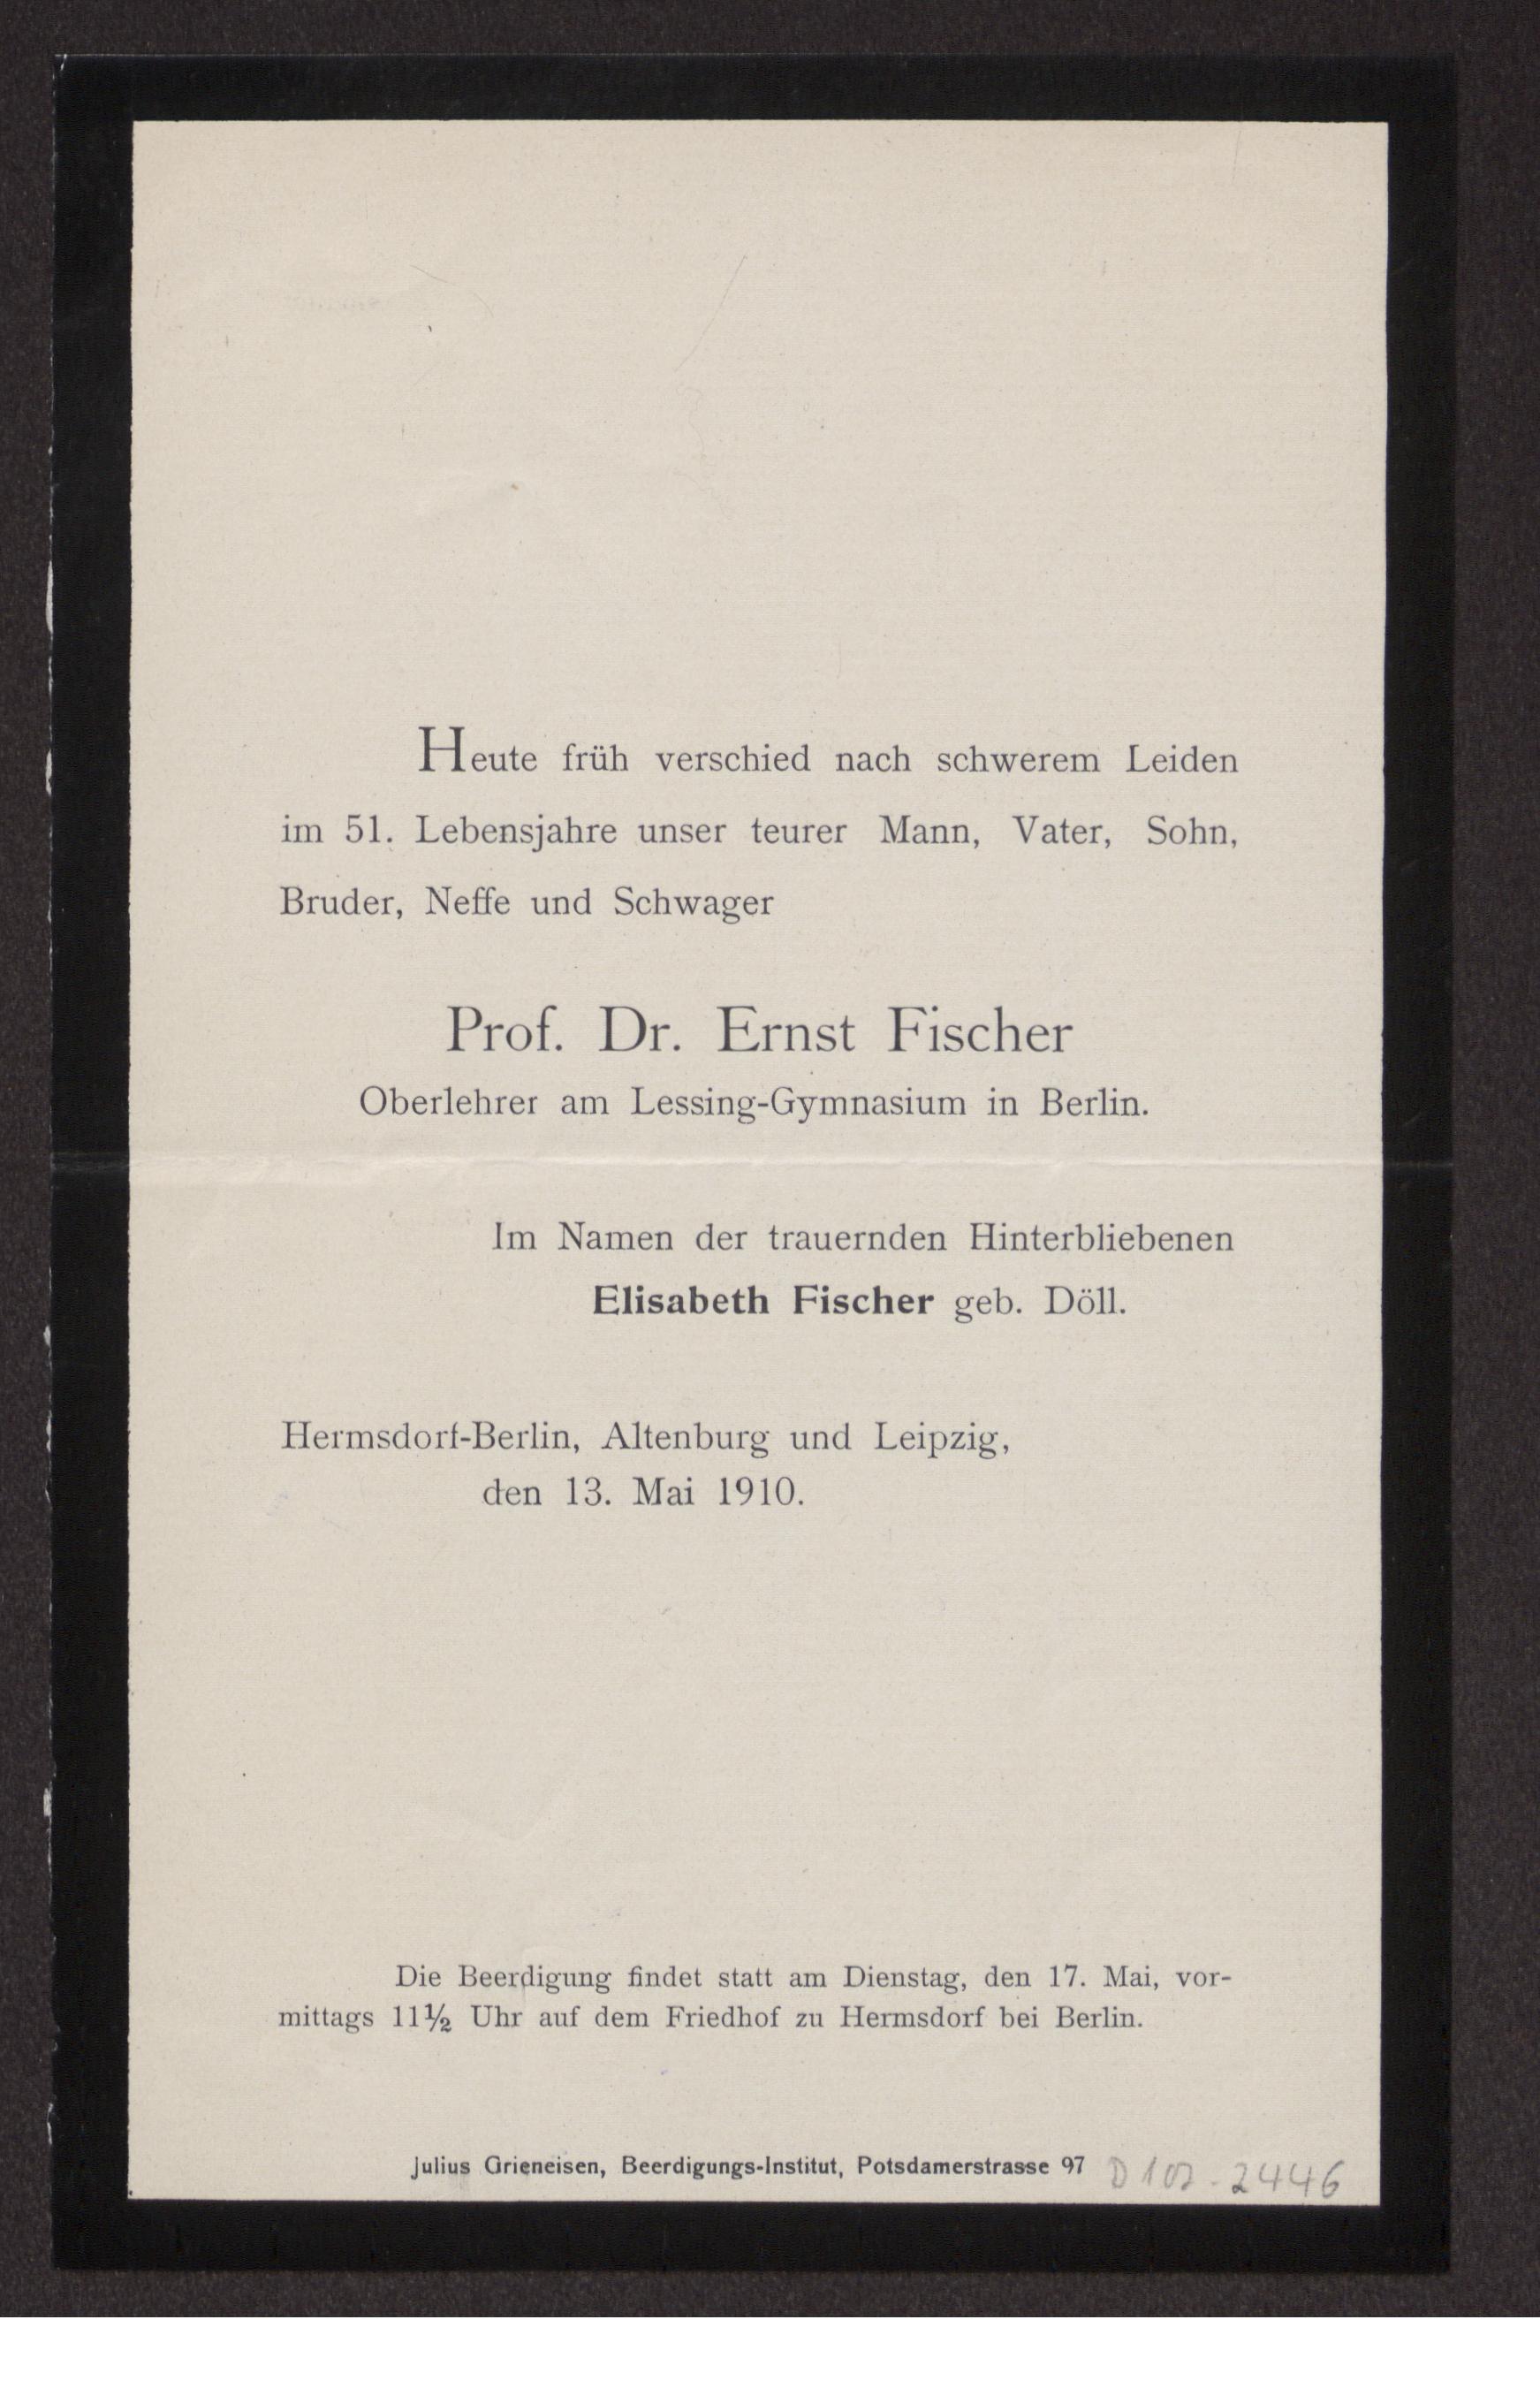 Heute früh verschied nach schwerem Leiden
im 51. Lebensjahre unser teurer Mann, Vater, Sohn,
Bruder, Neffe und Schwager
Prof. Dr. Ernst Fischer
Oberlehrer am Lessing-Gymnasium in Berlin.
Im Namen der trauernden Hinterbliebenen
Elisabeth Fischer geb. Döll.
Hermsdorf-Berlin, Altenburg und Leipzig,
den 13. Mai 1910.
Die Beerdigung findet statt am Dienstag, den 17. Mai, vor-
mittags 11½ Uhr auf dem Friedhof zu Hermsdorf bei Berlin.
Julius Grieneisen, Beerdigungs-Institut, Potsdamerstrasse 97
2446